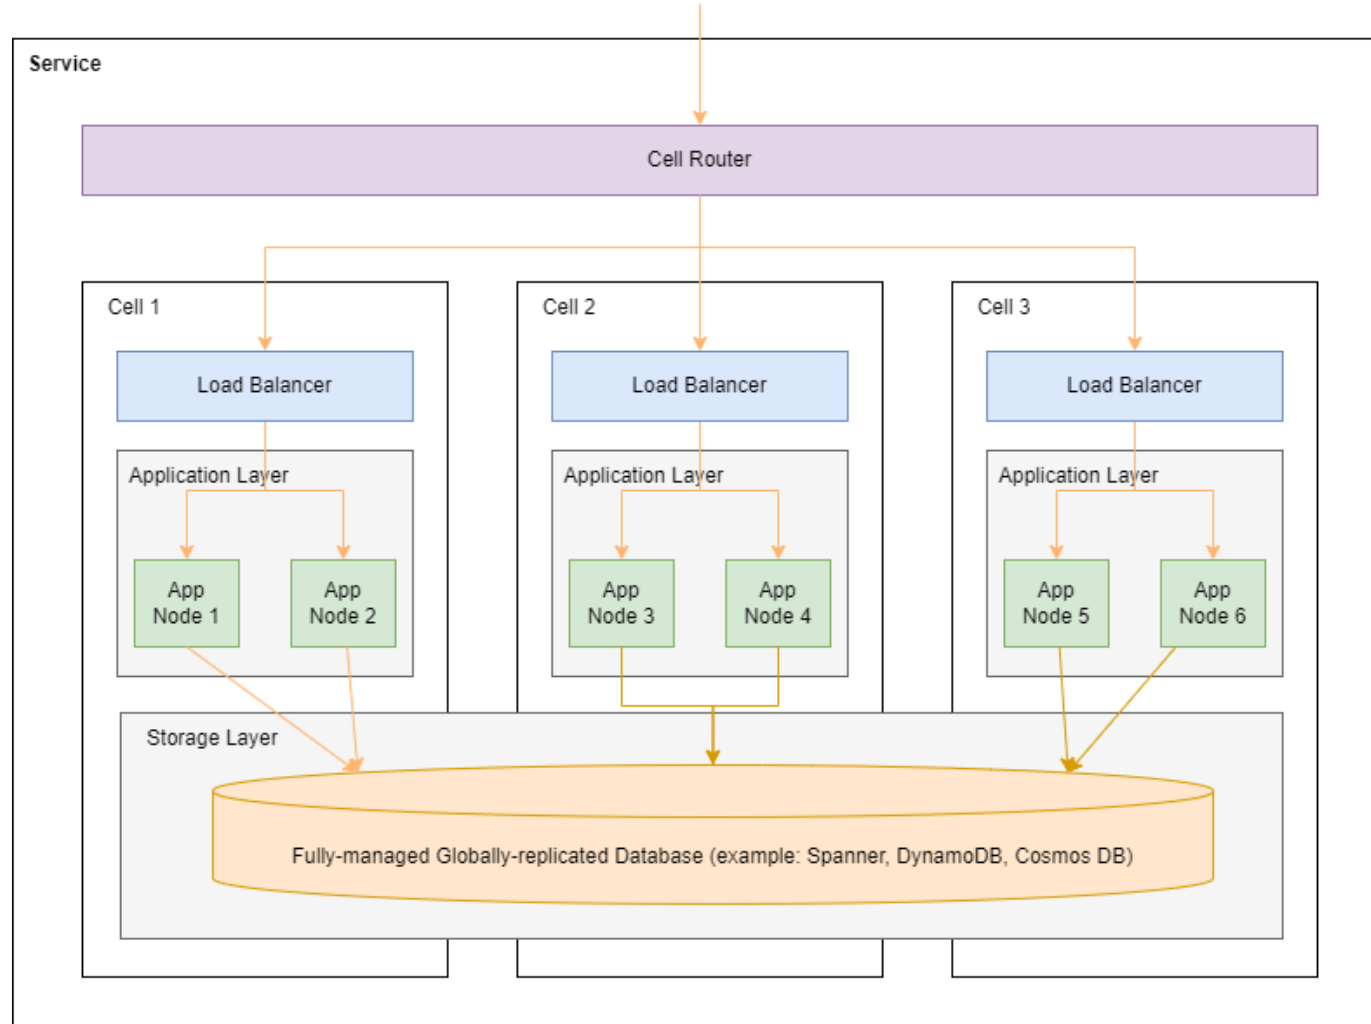 Service
Cell Router
Cell 1
Cell 2
Cell 3
Load Balancer
Load Balancer
Load Balancer
Application Layer
Application Layer
Application Layer
App
Node 1
App
Node 2
App
Node 3
App
Node 4
App
Node 5
App
Node 6
Storage Layer
Fully-managed Globally-replicated Database (example: Spanner, DynamoDB, Cosmos DB)